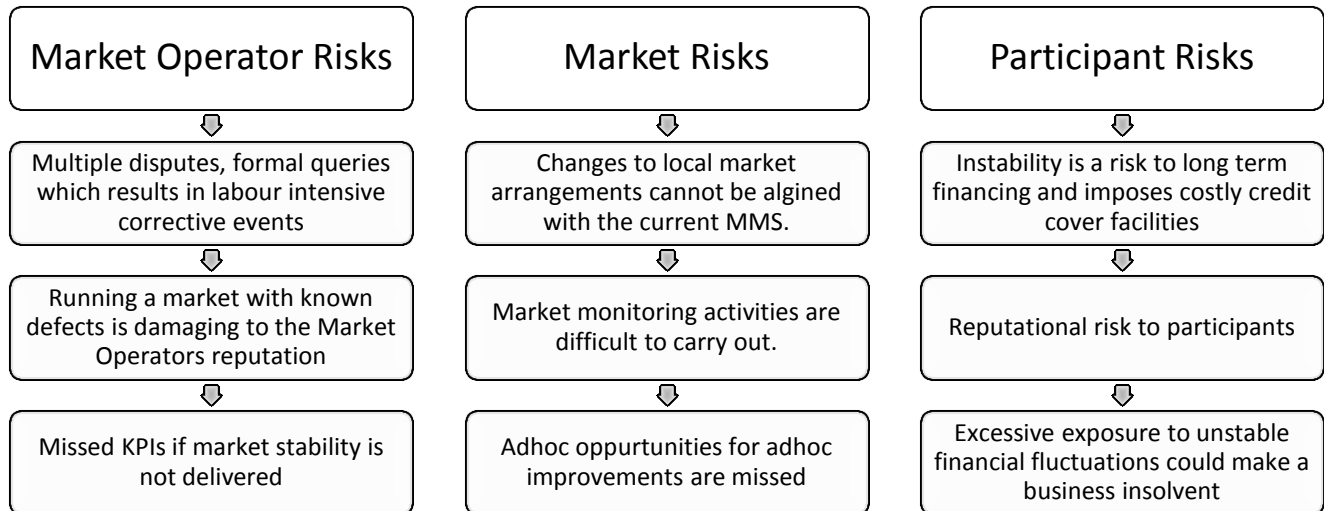 Market Operator Risks
Multiple disputes, formal queries
which results in labour intensive
corrective events
Running a market with known
defects is damaging to the Market
Operators reputation
Missed KPIs if market stability is
not delivered
Market Risks
Changes to local market
arrangements cannot be algined
with the current MMS.
Market monitoring activities are
difficult to carry out.
Adhoc oppurtunities for adhoc
improvements are missed
Participant Risks
Instability is a risk to long term
financing and imposes costly credit
cover facilities
Reputational risk to participants
Excessive exposure to unstable
financial fluctuations could make a
business insolvent